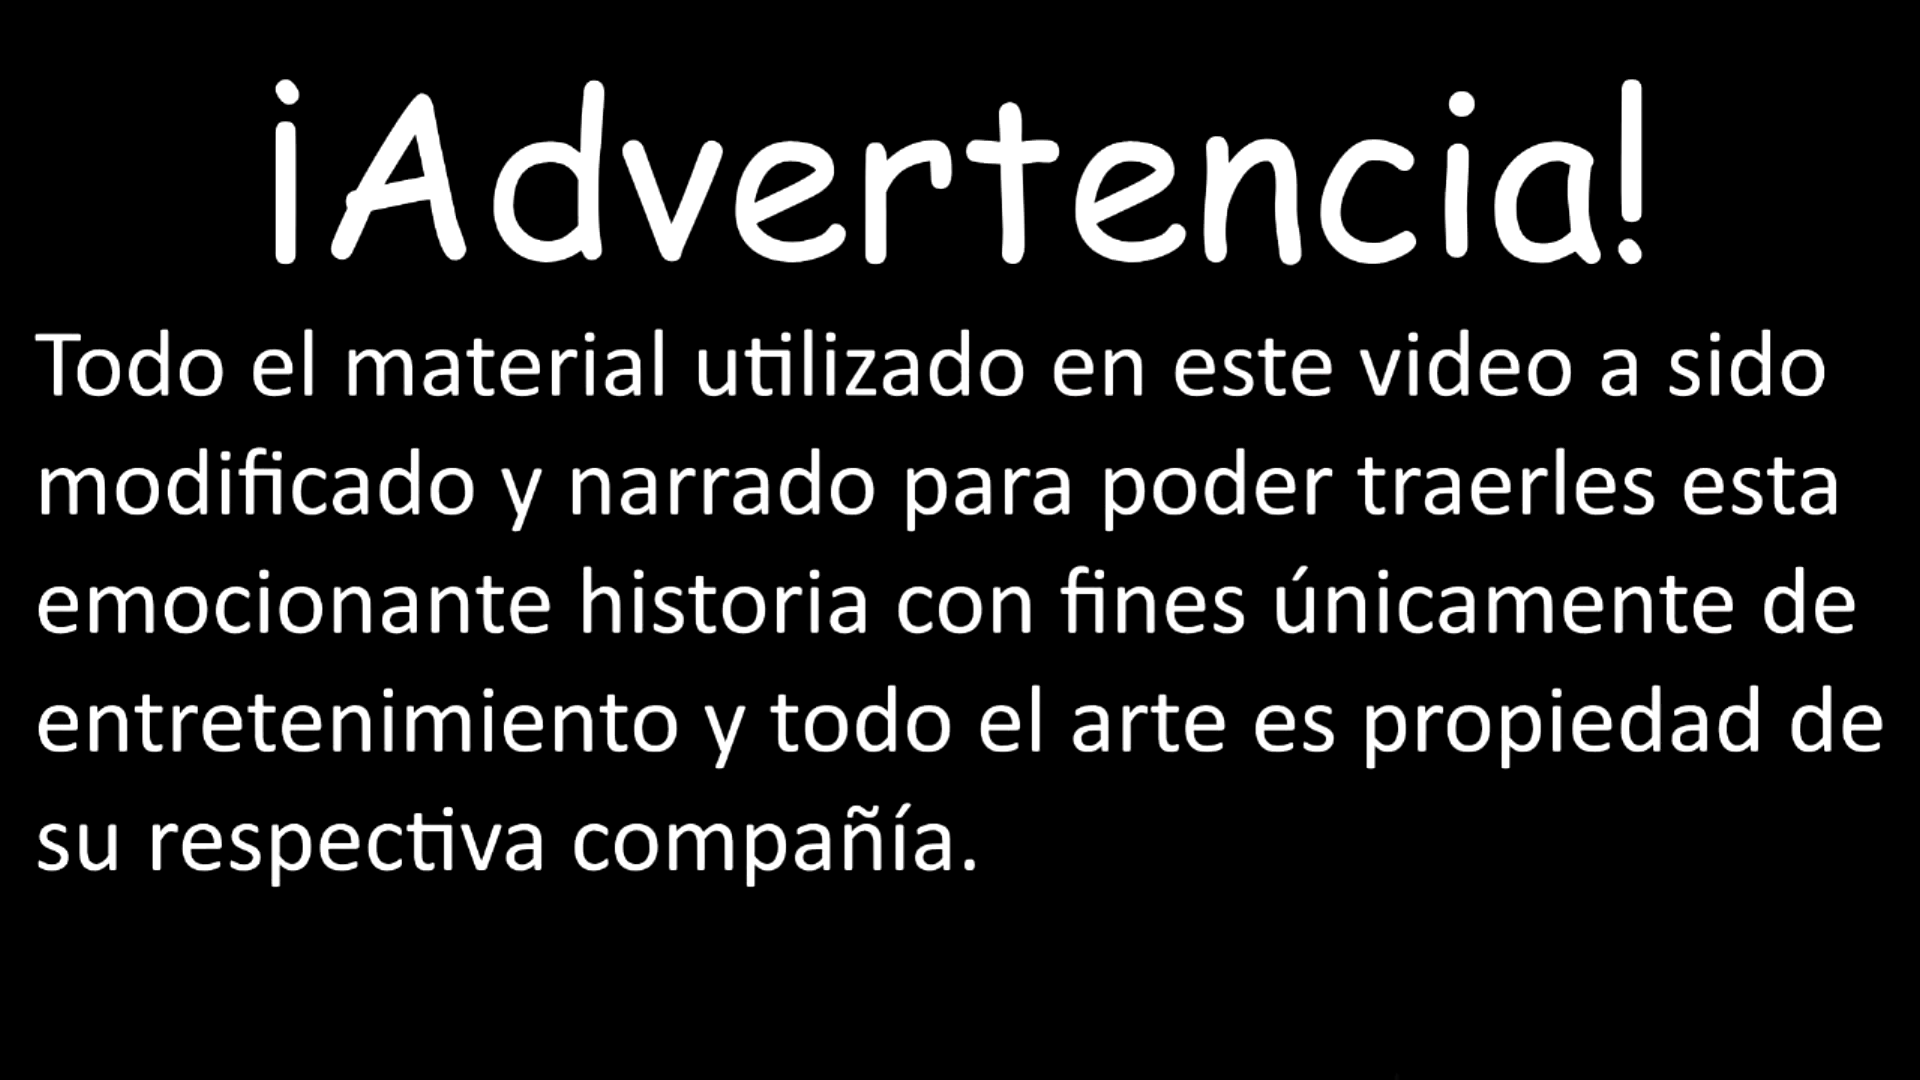 ¡Advertencia!
Todo el material utilizado en este video a sido
modificado y narrado para poder traerles esta
emocionante historia con fines únicamente de
entretenimiento y todo el arte es propiedad de
su respectiva compañía.